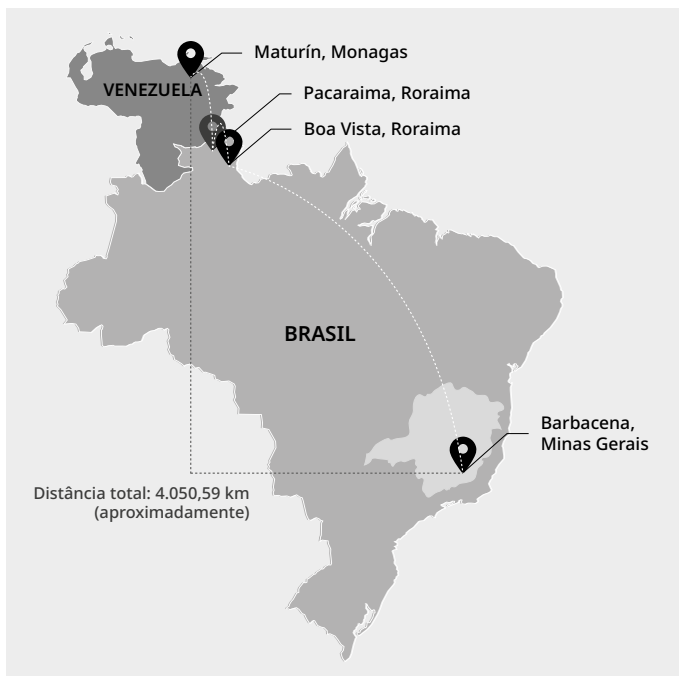 Maturín, Monagas
VENEZUELA
Pacaraima, Roraima
Boa Vista, Roraima
BRASIL
Barbacena,
Minas Gerais
Distância total: 4.050,59 km
(aproximadamente)